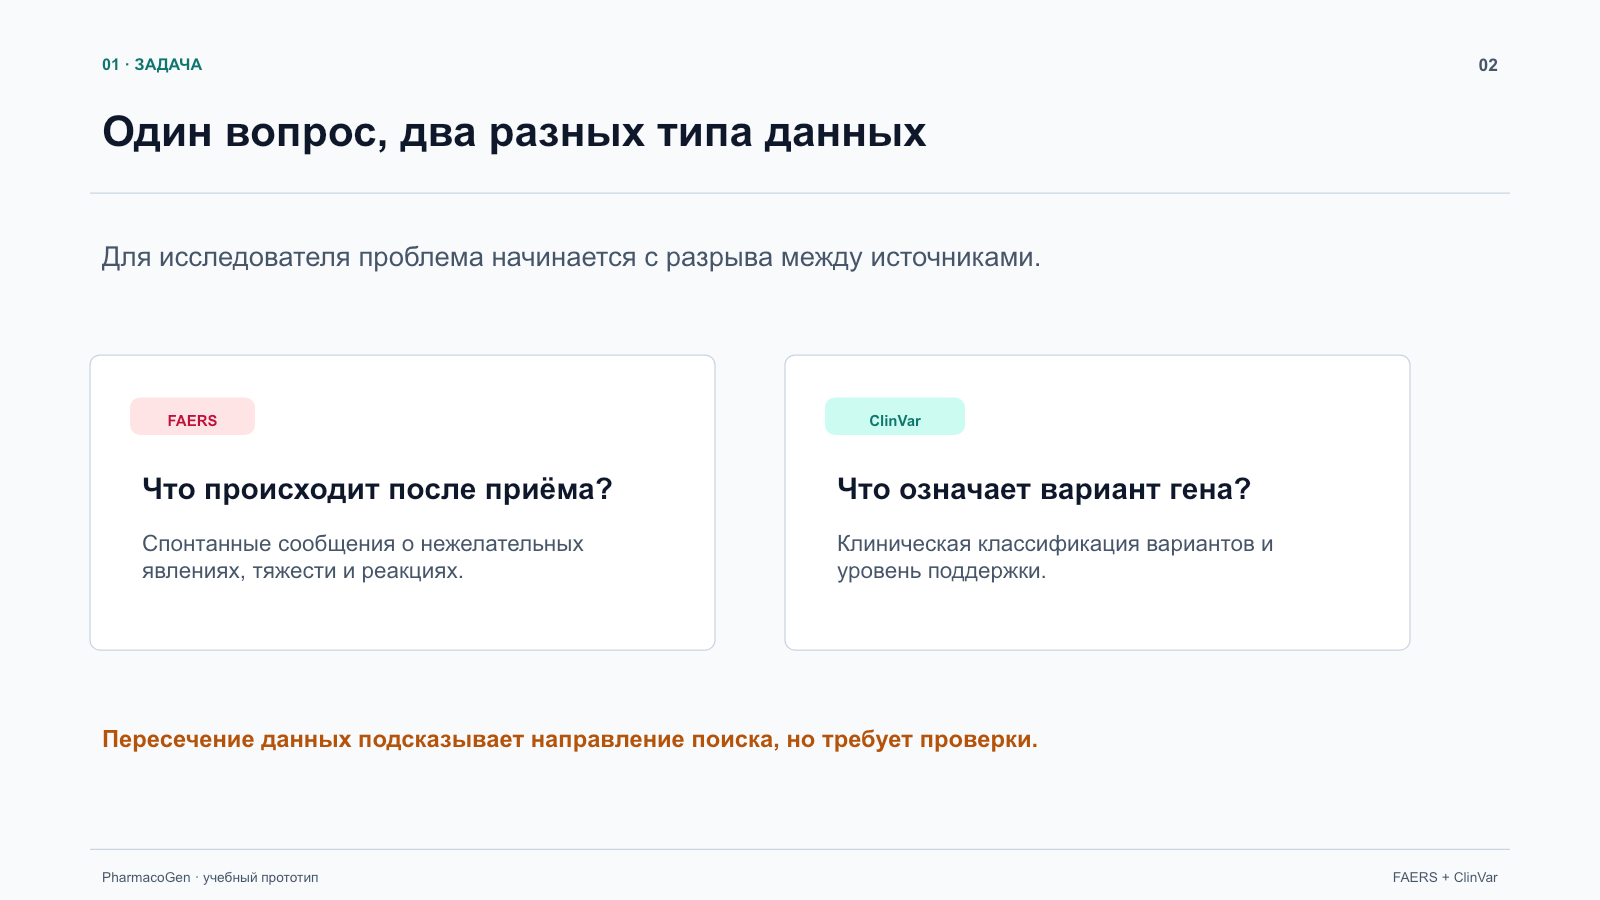 01 · ЗАДАЧА
02
Один вопрос, два разных типа данных
Для исследователя проблема начинается с разрыва между источниками.
FAERS
Что происходит после приёма?
Спонтанные сообщения о нежелательных
явлениях, тяжести и реакциях.
ClinVar
Что означает вариант гена?
Клиническая классификация вариантов и
уровень поддержки.
Пересечение данных подсказывает направление поиска, но требует проверки.
PharmacoGen · учебный прототип
FAERS + ClinVar